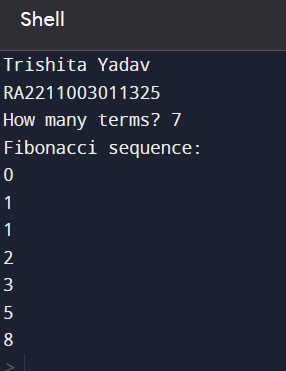 Shell
Trishita Yadav
RA2211003011325
How many terms? 7
Fibonacci sequence:
0
1
1
2
3
5
8
>